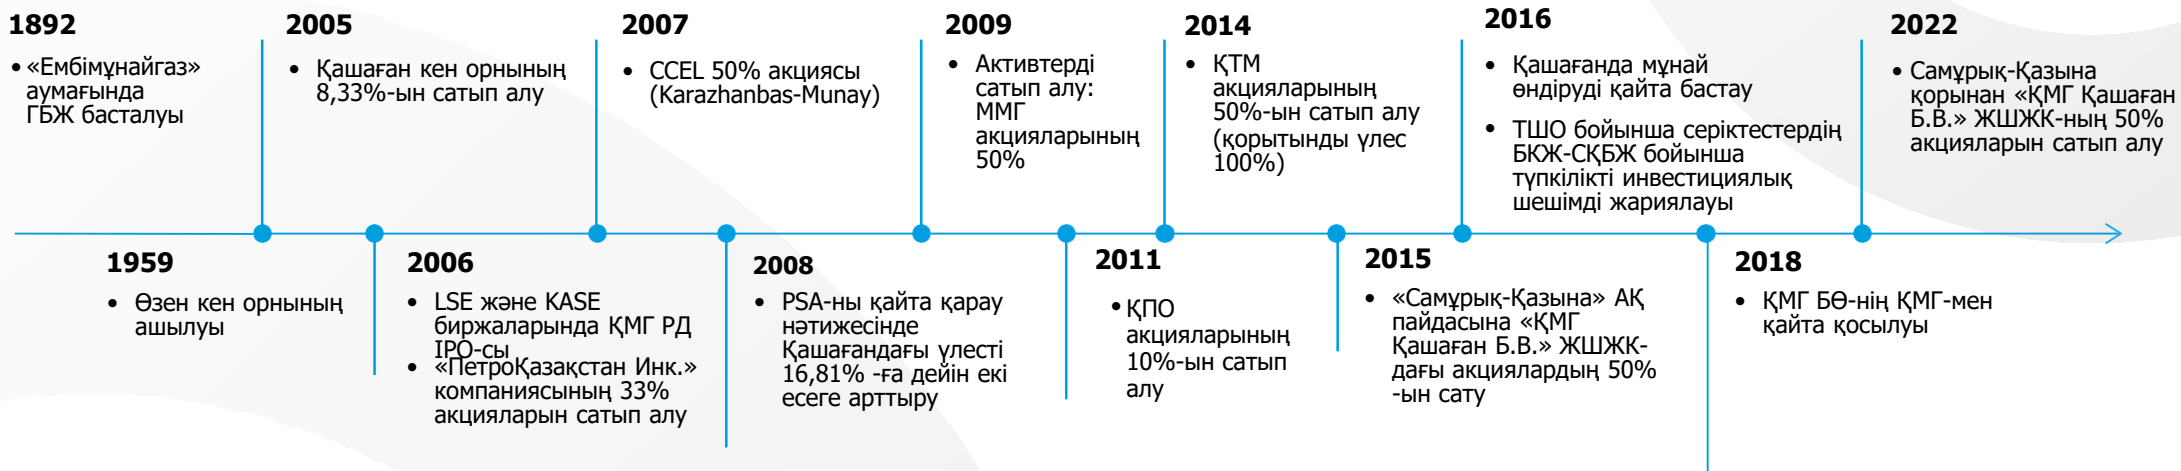 1892
• «Ембімұнайгаз»
аумағында
ГБЖ басталуы
2005
• Қашаған кен орнының
8,33%-ын сатып алу
2007
• CCEL 50% акциясы
(Karazhanbas-Munay)
2009
• Активтерді
сатып алу:
ММГ
акцияларының
50%
2014
• ҚТМ
акцияларының
50%-ын сатып алу
(қорытынды үлес
100%)
2016
• Қашағанда мұнай
өндіруді қайта бастау
• ТШО бойынша серіктестердің
БКЖ-СҚБЖ бойынша
түпкілікті инвестициялық
шешімді жариялауы
2022
• Самұрық-Қазына
қорынан «ҚМГ Қашаған
Б.В.» ЖШЖК-ның 50%
акцияларын сатып алу
1959
• Өзен кен орнының
ашылуы
2006
• LSE және KASE
биржаларында ҚМГ РД
IPO-сы
• «ПетроҚазақстан Инк.»
компаниясының 33%
акцияларын сатып алу
2008
• PSA-ны қайта қарау
нәтижесінде
Қашағандағы үлесті
16,81% -ға дейін екі
есеге арттыру
2011
• ҚПО
акцияларының
10%-ын сатып
алу
2015
• «Самұрық-Қазына» АҚ
пайдасына «ҚМГ
Қашаған Б.В.» ЖШЖК-
дағы акциялардың 50%
-ын сату
2018
• ҚМГ БӨ-нің ҚМГ-мен
қайта қосылуы